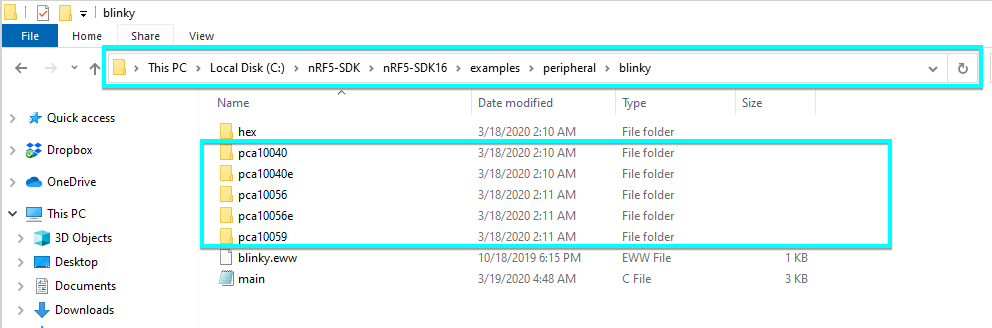 blinky
File Home Share View
This PC > Local Disk (C:) > nRF5-SDK > nRF5-SDK16 > examples > peripheral > blinky
Name Date modified Type Size
Quick access
Dropbox
OneDrive
This PC
3D Objects
Desktop
Documents
Downloads
hex 3/18/2020 2:10 AM File folder
pca10040 3/18/2020 2:10 AM File folder
pca10040e 3/18/2020 2:10 AM File folder
pca10056 3/18/2020 2:11 AM File folder
pca10056e 3/18/2020 2:11 AM File folder
pca10059 3/18/2020 2:11 AM File folder
blinky.eww 10/18/2019 6:15 PM EWW File 1 KB
main 3/19/2020 4:48 AM C File 3 KB